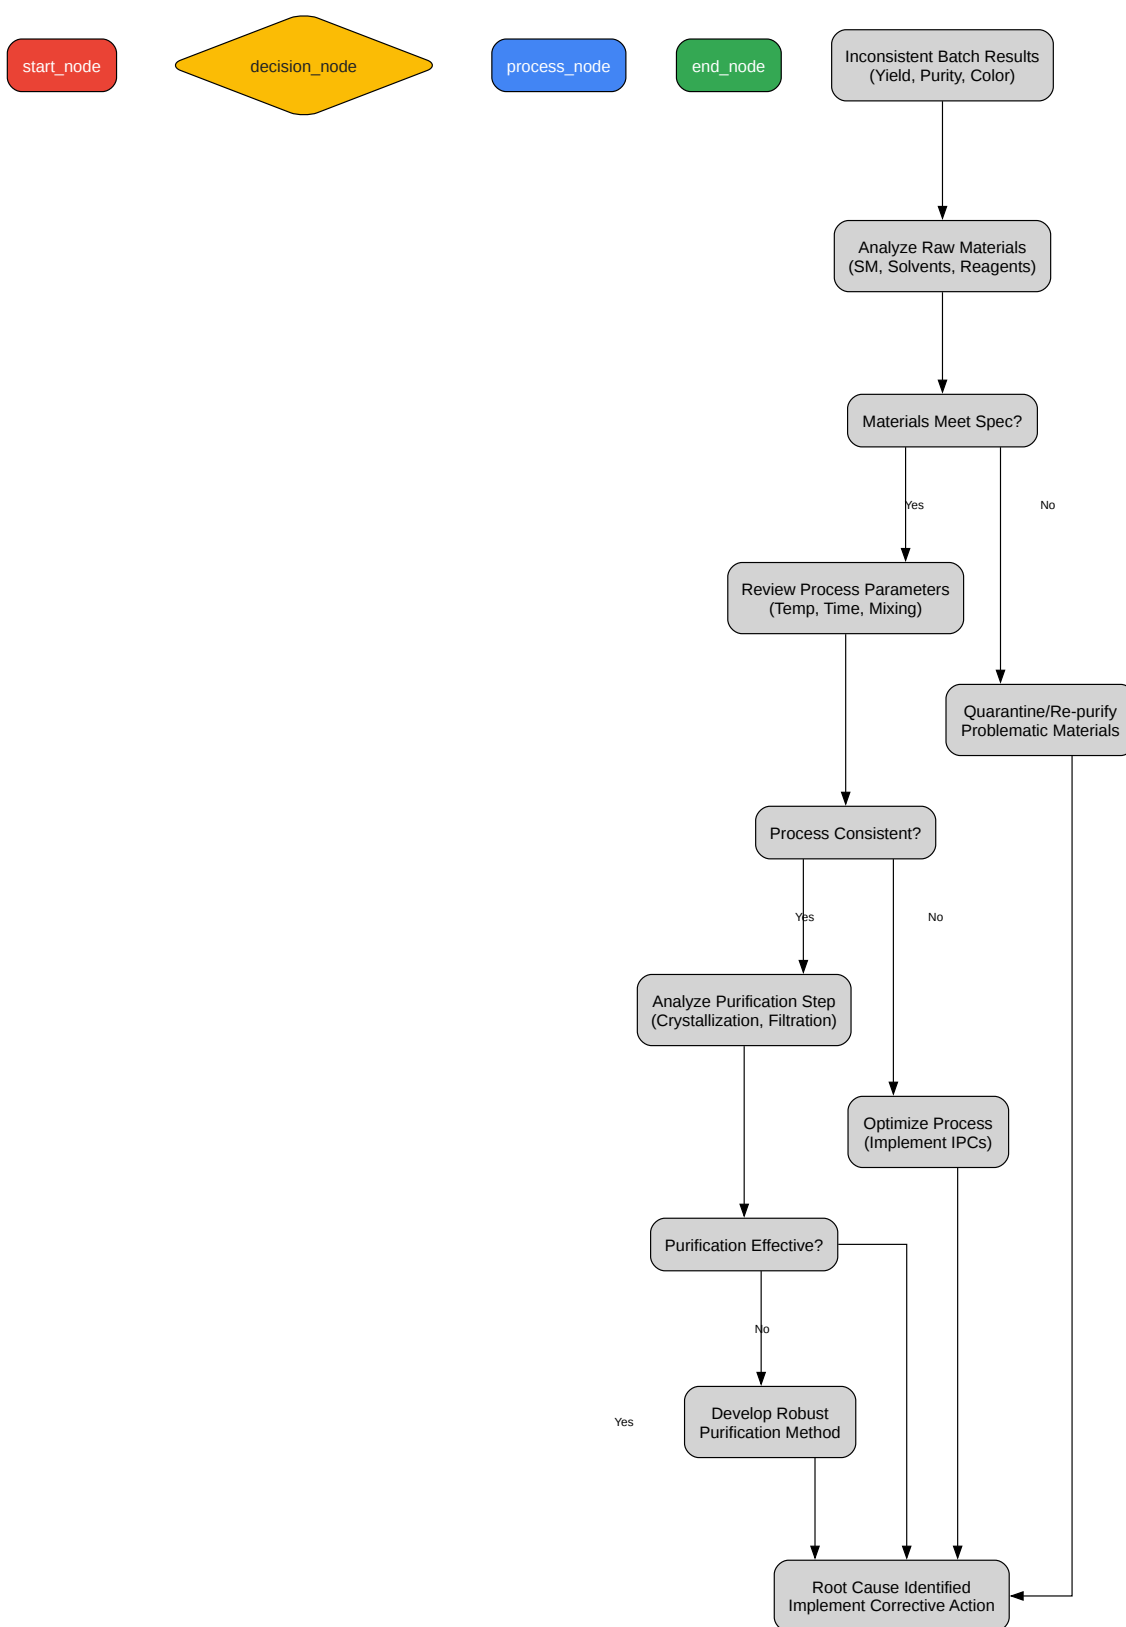 start_node
decision_node
process_node
end_node
Inconsistent Batch Results
(Yield, Purity, Color)
Analyze Raw Materials
(SM, Solvents, Reagents)
Materials Meet Spec?
Yes
No
Review Process Parameters
(Temp, Time, Mixing)
Quarantine/Re-purify
Problematic Materials
Process Consistent?
Yes
No
Analyze Purification Step
(Crystallization, Filtration)
Optimize Process
(Implement IPCs)
Purification Effective?
No
Yes
Develop Robust
Purification Method
Root Cause Identified
Implement Corrective Action